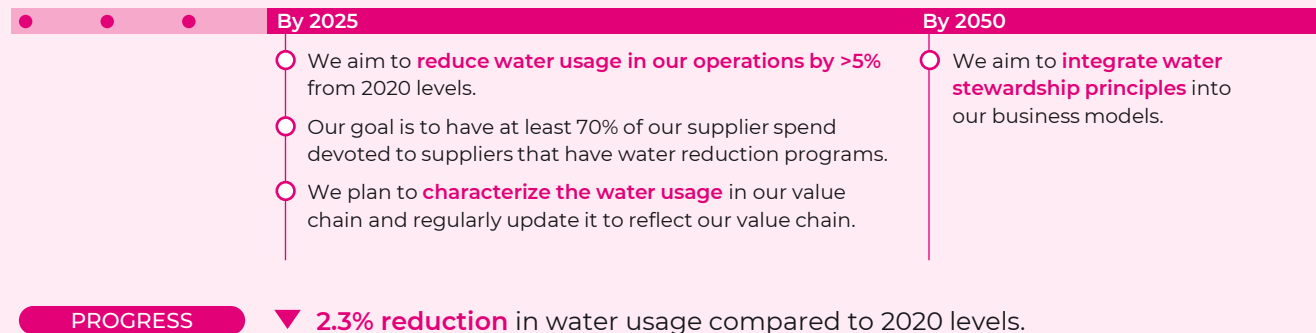 By 2025
We aim to reduce water usage in our operations by >5%
from 2020 levels.
Our goal is to have at least 70% of our supplier spend
devoted to suppliers that have water reduction programs.
We plan to characterize the water usage in our value
chain and regularly update it to reflect our value chain.
By 2050
We aim to integrate water
stewardship principles into
our business models.
PROGRESS
2.3% reduction in water usage compared to 2020 levels.